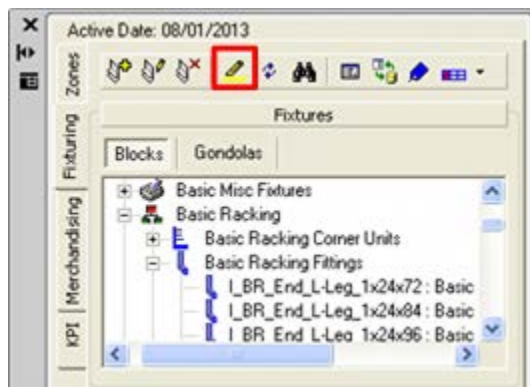 Active Date: 08/01/2013
Zones
Fixturing
Merchandising
KPI
Fixtures
Blocks Gondolas
Basic Misc Fixtures
Basic Racking
Basic Racking Corner Units
Basic Racking Fittings
I_BR_End_L-Leg_1x24x72 : Basic
I_BR_End_L-Leg_1x24x84 : Basic
I_BR_End_L-Leg_1x24x96 : Basic